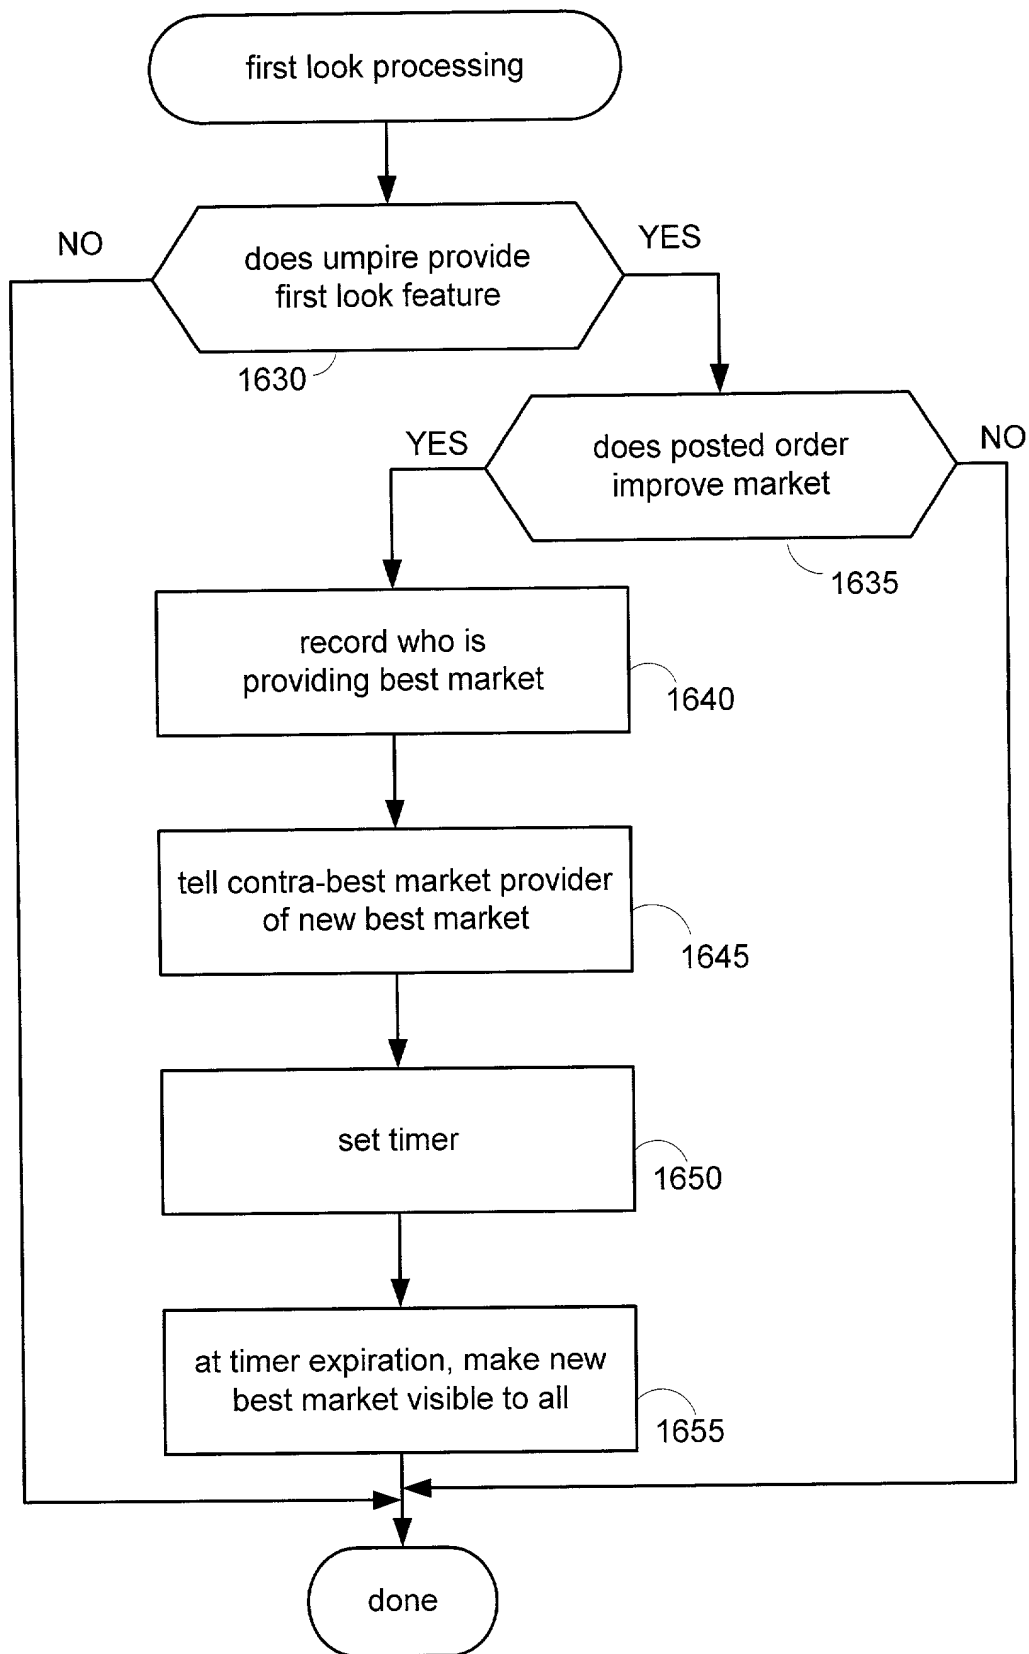 first look processing
NO
YES
does umpire provide
first look feature
1630
YES
NO
does posted order
improve market
1635
record who is
providing best market
1640
tell contra-best market provider
of new best market
1645
set timer
1650
at timer expiration, make new
best market visible to all
1655
done